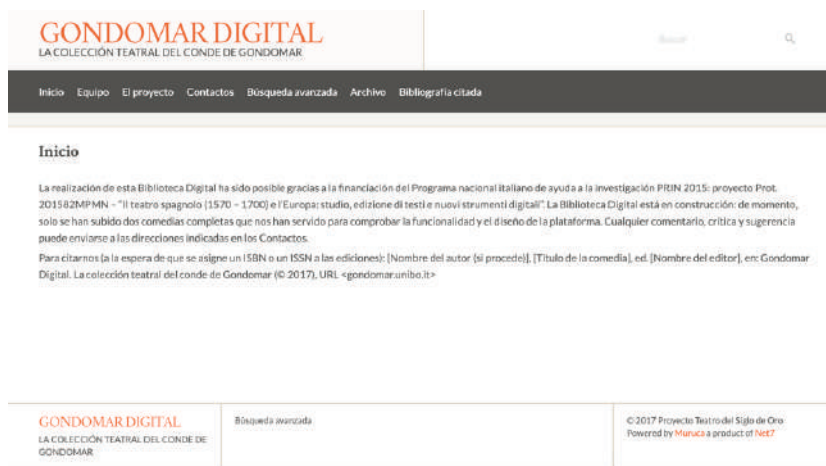 GONDOMAR DIGITAL
LA COLECCIÓN TEATRAL DEL CONDE DE GONDOMAR
Buscar
Inicio Equipo El proyecto Contactos Búsqueda avanzada Archivo Bibliografía citada
Inicio
La realización de esta Biblioteca Digital ha sido posible gracias a la financiación del Programa nacional italiano de ayuda a la investigación PRIN 2015: proyecto Prot.
201582MPMN – "Il teatro spagnolo (1570 – 1700) e l'Europa: studio, edizione di testi e nuovi strumenti digitali". La Biblioteca Digital está en construcción: de momento,
solo se han subido dos comedias completas que nos han servido para comprobar la funcionalidad y el diseño de la plataforma. Cualquier comentario, crítica y sugerencia
puede enviarse a las direcciones indicadas en los Contactos.
Para citarnos (a la espera de que se asigne un ISBN o un ISSN a las ediciones): [Nombre del autor (si procede)], [Título de la comedia], ed. [Nombre del editor], en: Gondomar
Digital. La colección teatral del conde de Gondomar (© 2017), URL <gondomar.unibo.it>
GONDOMAR DIGITAL
LA COLECCIÓN TEATRAL DEL CONDE DE
GONDOMAR
Búsqueda avanzada
© 2017 Proyecto Teatro del Siglo de Oro
Powered by Muruca a product of Net7